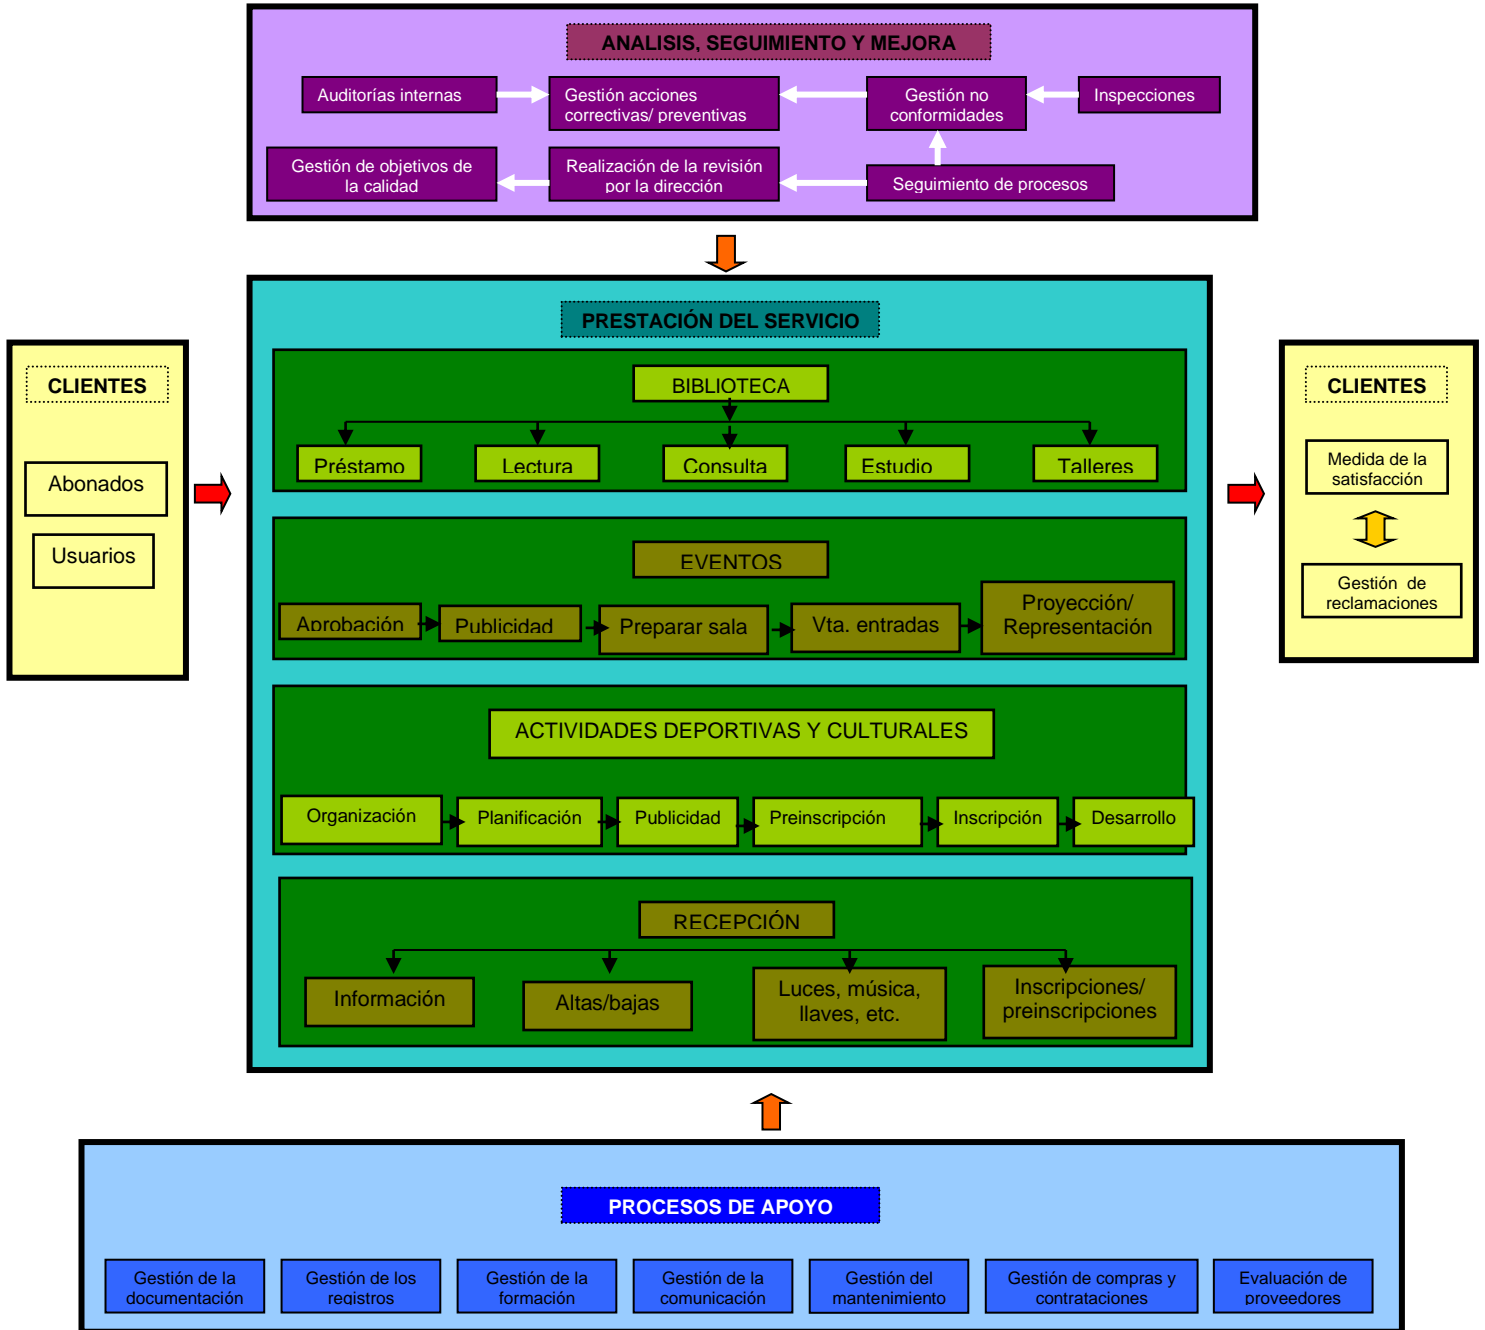 ANALISIS, SEGUIMIENTO Y MEJORA
Auditorías internas
Gestión acciones
correctivas/ preventivas
Gestión no
conformidades
Inspecciones
Gestión de objetivos de
la calidad
Realización de la revisión
por la dirección
Seguimiento de procesos
PRESTACIÓN DEL SERVICIO
CLIENTES
Abonados
Usuarios
BIBLIOTECA
Préstamo
Lectura
Consulta
Estudio
Talleres
EVENTOS
Aprobación
Publicidad
Preparar sala
Vta. entradas
Proyección/
Representación
ACTIVIDADES DEPORTIVAS Y CULTURALES
Organización
Planificación
Publicidad
Preinscripción
Inscripción
Desarrollo
RECEPCIÓN
Información
Altas/bajas
Luces, música,
llaves, etc.
Inscripciones/
preinscripciones
CLIENTES
Medida de la
satisfacción
Gestión de
reclamaciones
PROCESOS DE APOYO
Gestión de la
documentación
Gestión de los
registros
Gestión de la
formación
Gestión de la
comunicación
Gestión del
mantenimiento
Gestión de compras y
contrataciones
Evaluación de
proveedores